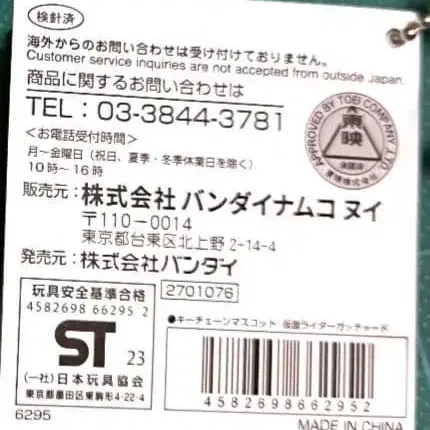 検針済
海外からのお問い合わせは受け付けておりません。
Customer service inquiries are not accepted from outside Japan.
商品に関するお問い合わせは
TEL：03-3844-3781
<お電話受付時間>
月～金曜日（祝日、夏季・冬季休業日を除く）
10時～16時
APPROVED BY TOEI COMPANY, LTD.
東映
販売元：株式会社 バンダイナムコ ヌイ
〒110-0014
東京都台東区北上野2-14-4
発売元：株式会社バンダイ
玩具安全基準合格
4582698 66295 2
ST 23
(一社)日本玩具協会
東京都墨田区東駒形4-22-4
6295
2701076
●キーチェーンマスコット 仮面ライダーガッチャード
4582698662952
MADE IN CHINA